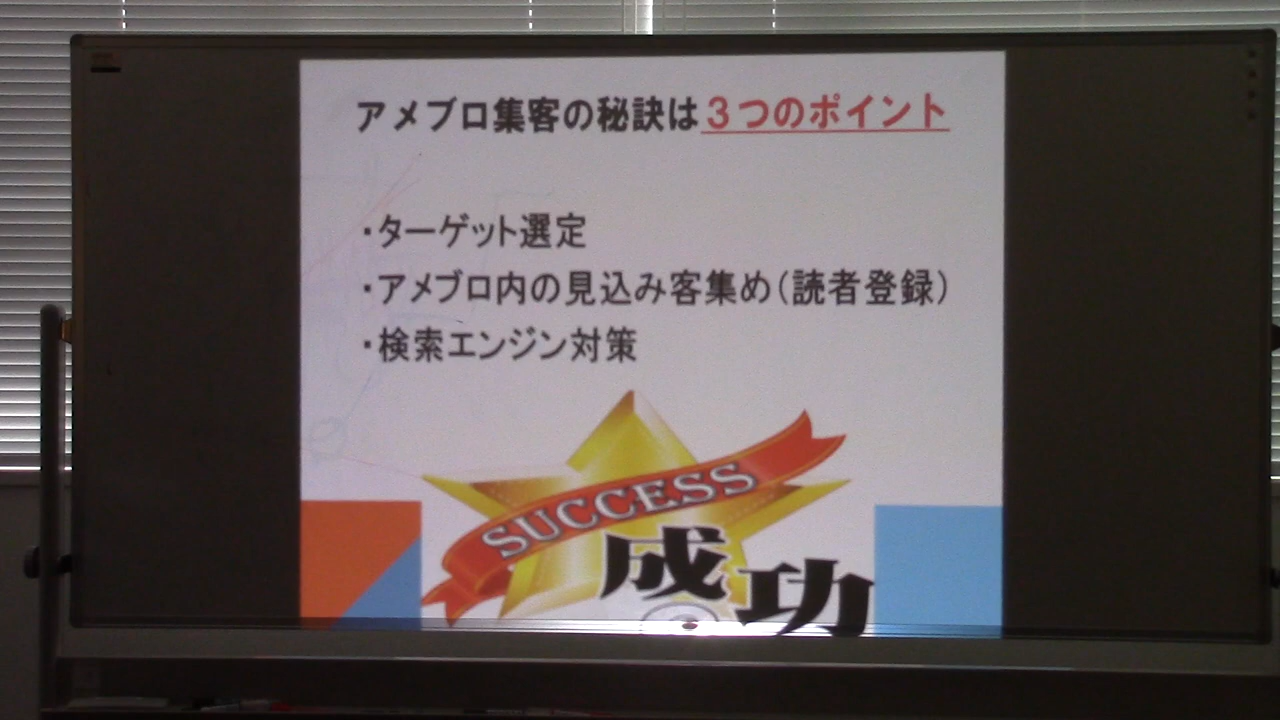 アメブロ集客の秘訣は３つのポイント
・ターゲット選定
・アメブロ内の見込み客集め（読者登録）
・検索エンジン対策
SUCCESS
成功